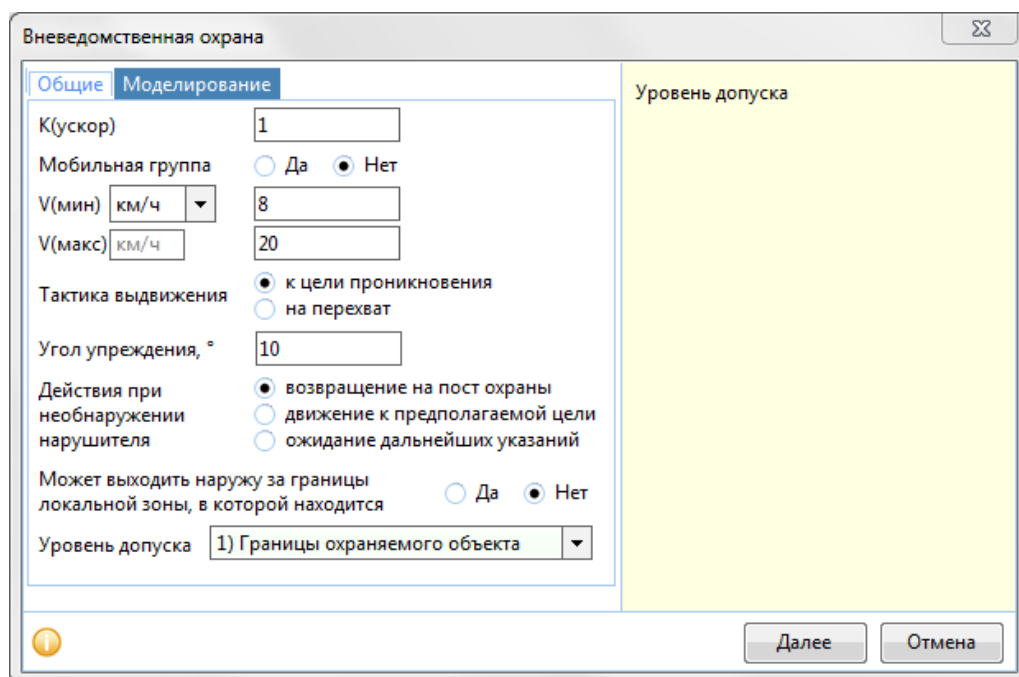 Вневедомственная охрана
Общие Моделирование
К(ускор) 1
Мобильная группа Да Нет
V(мин) км/ч 8
V(макс) км/ч 20
Тактика выдвижения
к цели проникновения
на перехват
Угол упреждения, ° 10
Действия при
необнаружении
нарушителя
возвращение на пост охраны
движение к предполагаемой цели
ожидание дальнейших указаний
Может выходить наружу за границы
локальной зоны, в которой находится
Да Нет
Уровень допуска 1) Границы охраняемого объекта
Уровень допуска
Далее Отмена